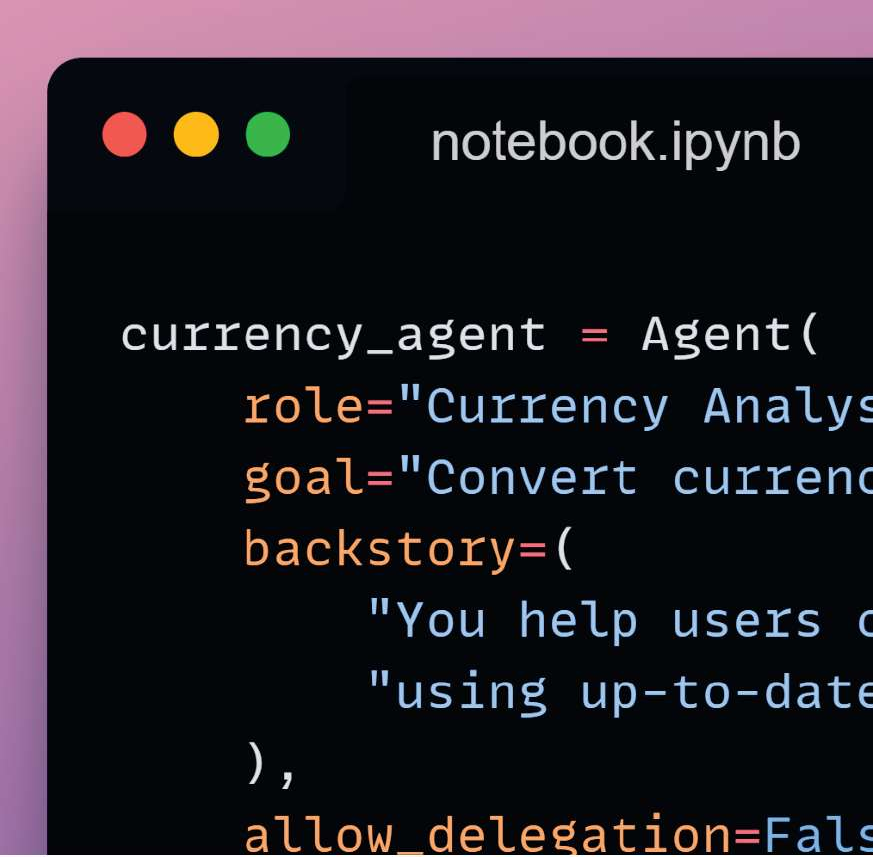 notebook.ipynb
currency_agent = Agent(
    role="Currency Analys
    goal="Convert currenc
    backstory=(
        "You help users c
        "using up-to-date
    ),
    allow_delegation=Fals